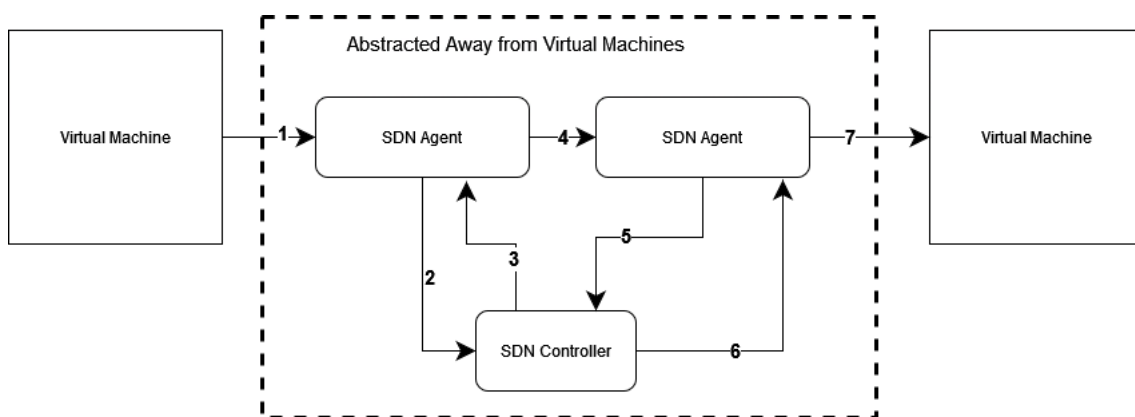 Abstracted Away from Virtual Machines
Virtual Machine
1
SDN Agent
4
SDN Agent
7
Virtual Machine
2
3
5
SDN Controller
6